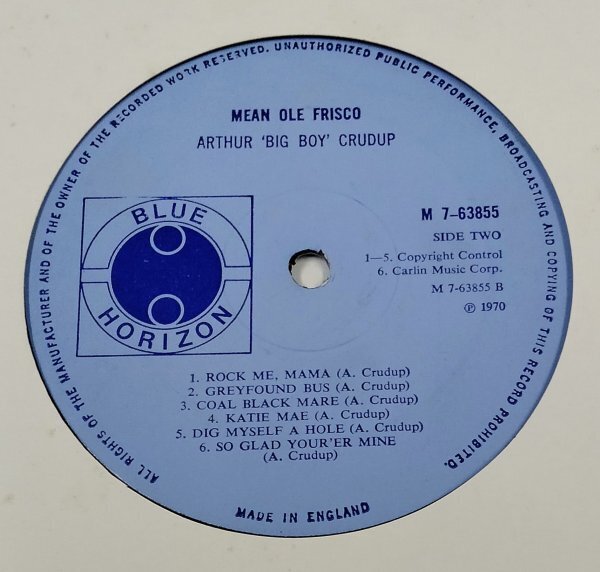 ALL RIGHTS OF THE MANUFACTURER AND OF THE OWNER OF THE RECORDED WORK RESERVED. UNAUTHORIZED PUBLIC PERFORMANCE, BROADCASTING AND COPYING OF THIS RECORD PROHIBITED.
MEAN OLE FRISCO
ARTHUR 'BIG BOY' CRUDUP
BLUE
HORIZON
M 7-63855
SIDE TWO
1—5. Copyright Control
6. Carlin Music Corp.
M 7-63855 B
℗ 1970
1. ROCK ME, MAMA (A. Crudup)
2. GREYFOUND BUS (A. Crudup)
3. COAL BLACK MARE (A. Crudup)
4. KATIE MAE (A. Crudup)
5. DIG MYSELF A HOLE (A. Crudup)
6. SO GLAD YOUR'ER MINE
(A. Crudup)
MADE IN ENGLAND